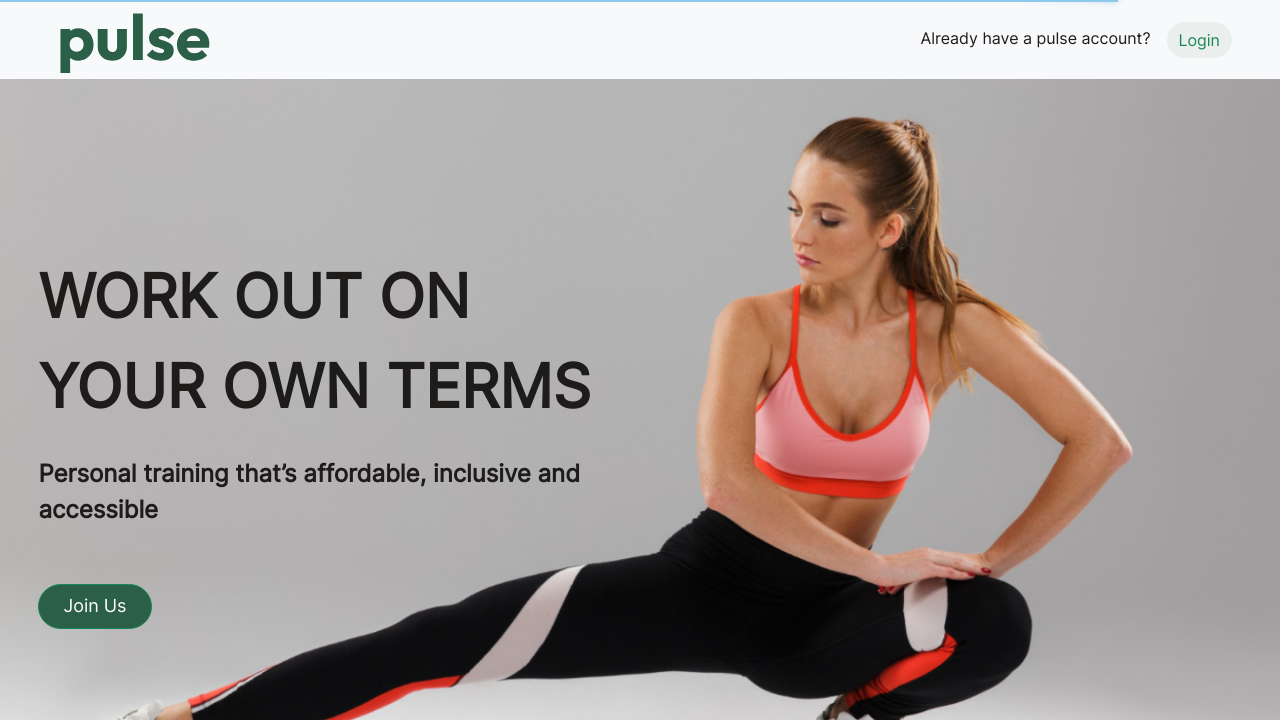 pulse
Already have a pulse account?
Login
WORK OUT ON
YOUR OWN TERMS
Personal training that’s affordable, inclusive and
accessible
Join Us